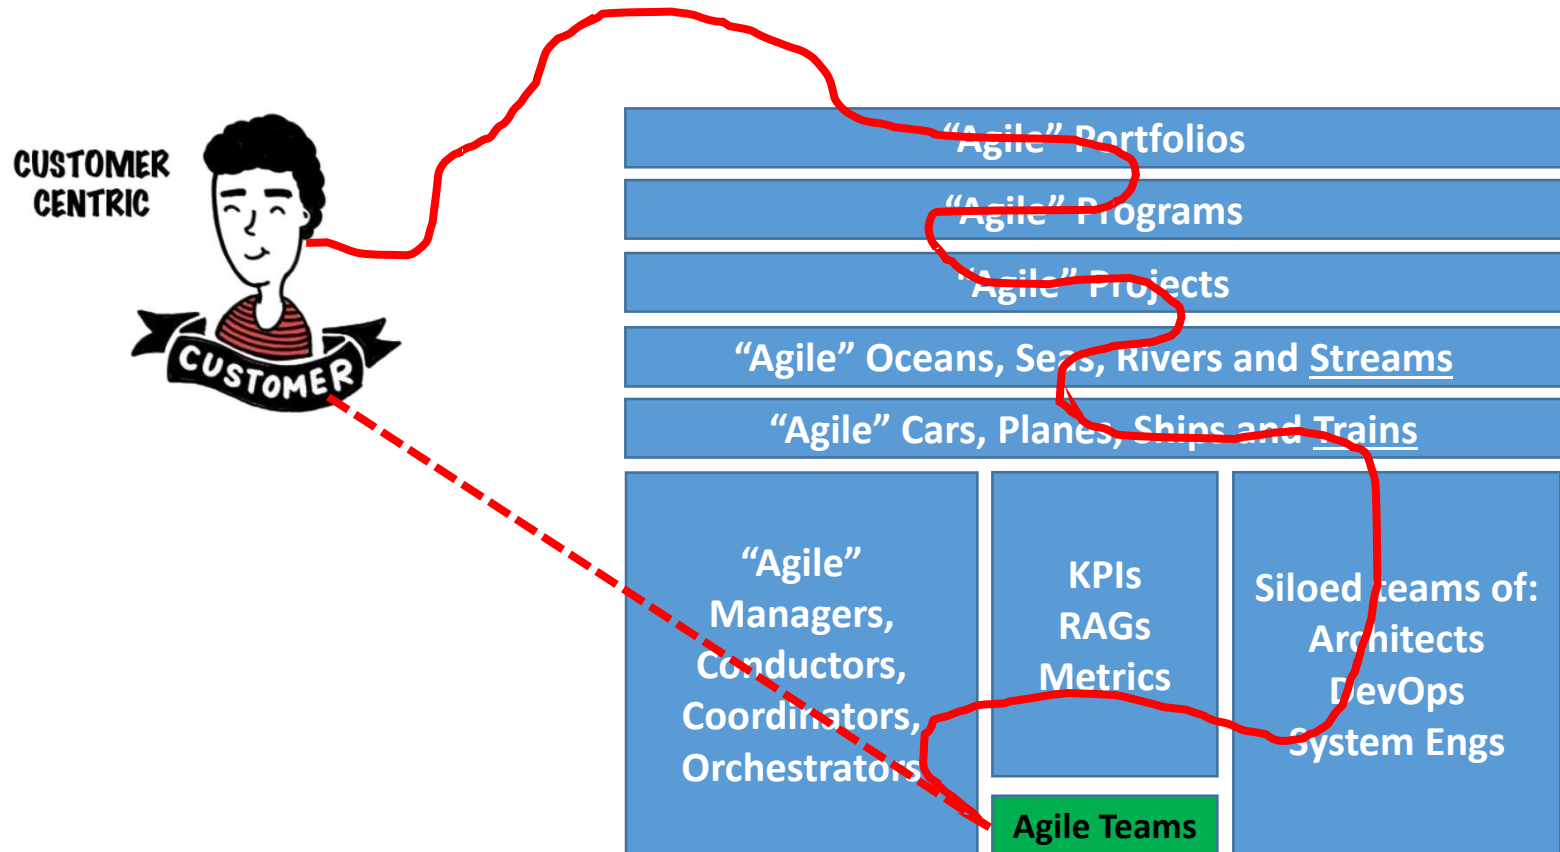 CUSTOMER
CENTRIC
CUSTOMER
“Agile” Portfolios
“Agile” Programs
“Agile” Projects
“Agile” Oceans, Seas, Rivers and Streams
“Agile” Cars, Planes, Ships and Trains
“Agile”
Managers,
Conductors,
Coordinators,
Orchestrators
KPIs
RAGs
Metrics
Siloed teams of:
Architects
DevOps
System Engs
Agile Teams